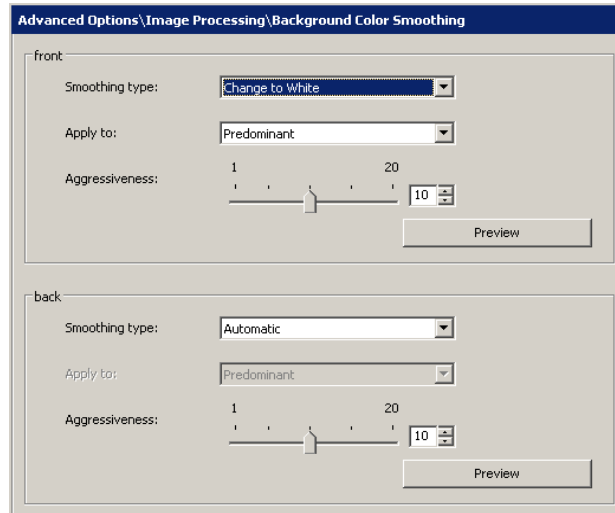 Advanced Options\Image Processing\Background Color Smoothing
front
Smoothing type: Change to White
Apply to: Predominant
1 20
Aggressiveness: 10
Preview
back
Smoothing type: Automatic
Apply to: Predominant
1 20
Aggressiveness: 10
Preview